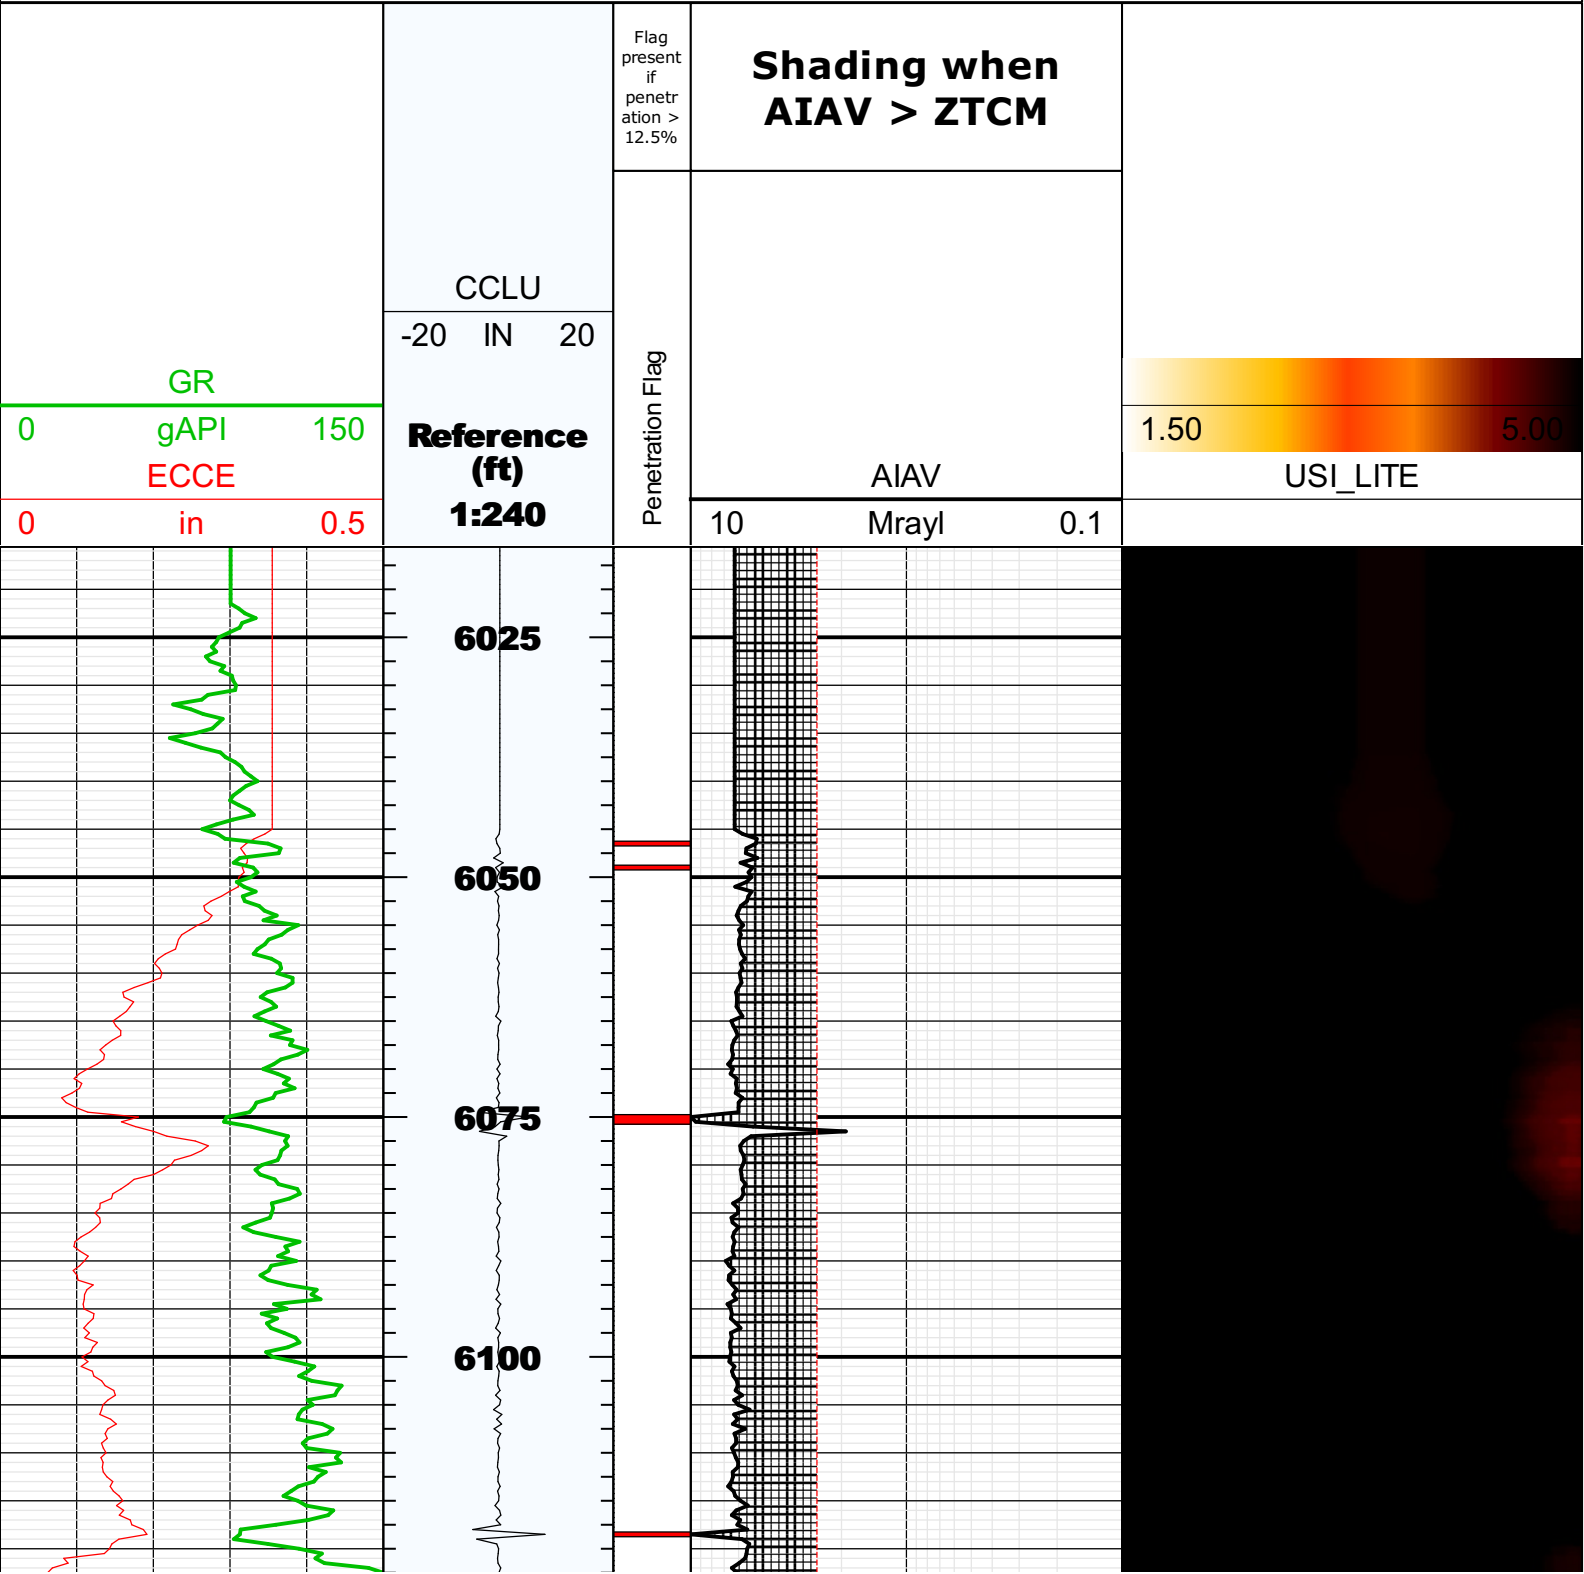 Flag
present
if
penetr
ation >
12.5%
Shading when
AIAV > ZTCM
CCLU
-20 IN 20
GR
0 gAPI 150
ECCE
0 in 0.5
Reference
(ft)
1:240
Penetration Flag
AIAV
10 Mrayl 0.1
1.50 5.00
USI_LITE
6025
6050
6075
6100